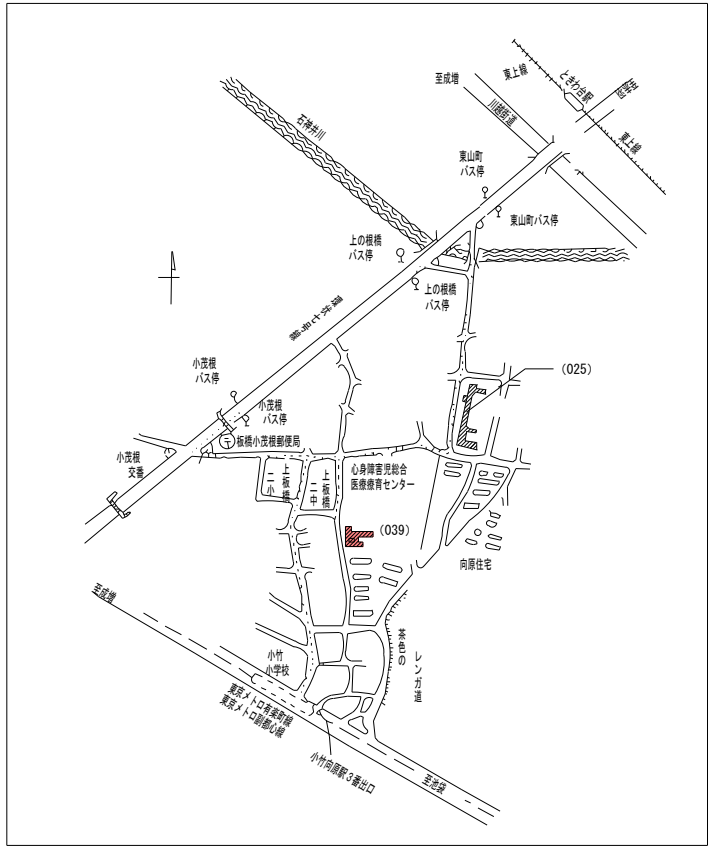 東上線
ときわ台駅
至成増
川越街道
東上線
石神井川
東山町
バス停
東山町バス停
上の根橋
バス停
上の根橋
バス停
環状七号線
小茂根
バス停
小茂根
バス停
(025)
〒
板橋小茂根郵便局
小茂根
交番
上板橋
二小
上板橋
二中
心身障害児総合
医療療育センター
(039)
向原住宅
至成増
茶色の
レンガ道
小竹
小学校
東京メトロ有楽町線
東京メトロ副都心線
小竹向原駅3番出口
至池袋